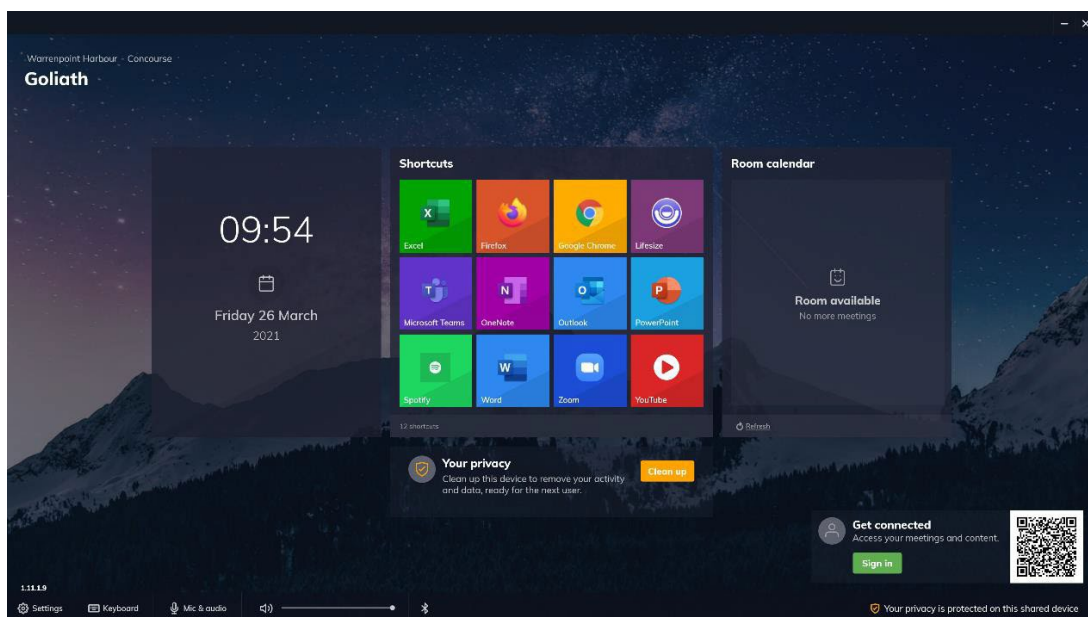 Warrenpoint Harbour - Concourse
Goliath
09:54
Friday 26 March
2021
Shortcuts
Excel
Firefox
Google Chrome
Lifesize
Microsoft Teams
OneNote
Outlook
PowerPoint
Spotify
Word
Zoom
YouTube
12 shortcuts
Room calendar
Room available
No more meetings
Refresh
Your privacy
Clean up this device to remove your activity
and data, ready for the next user.
Clean up
Get connected
Access your meetings and content.
Sign in
1.11.1.9
Settings
Keyboard
Mic & audio
Your privacy is protected on this shared device